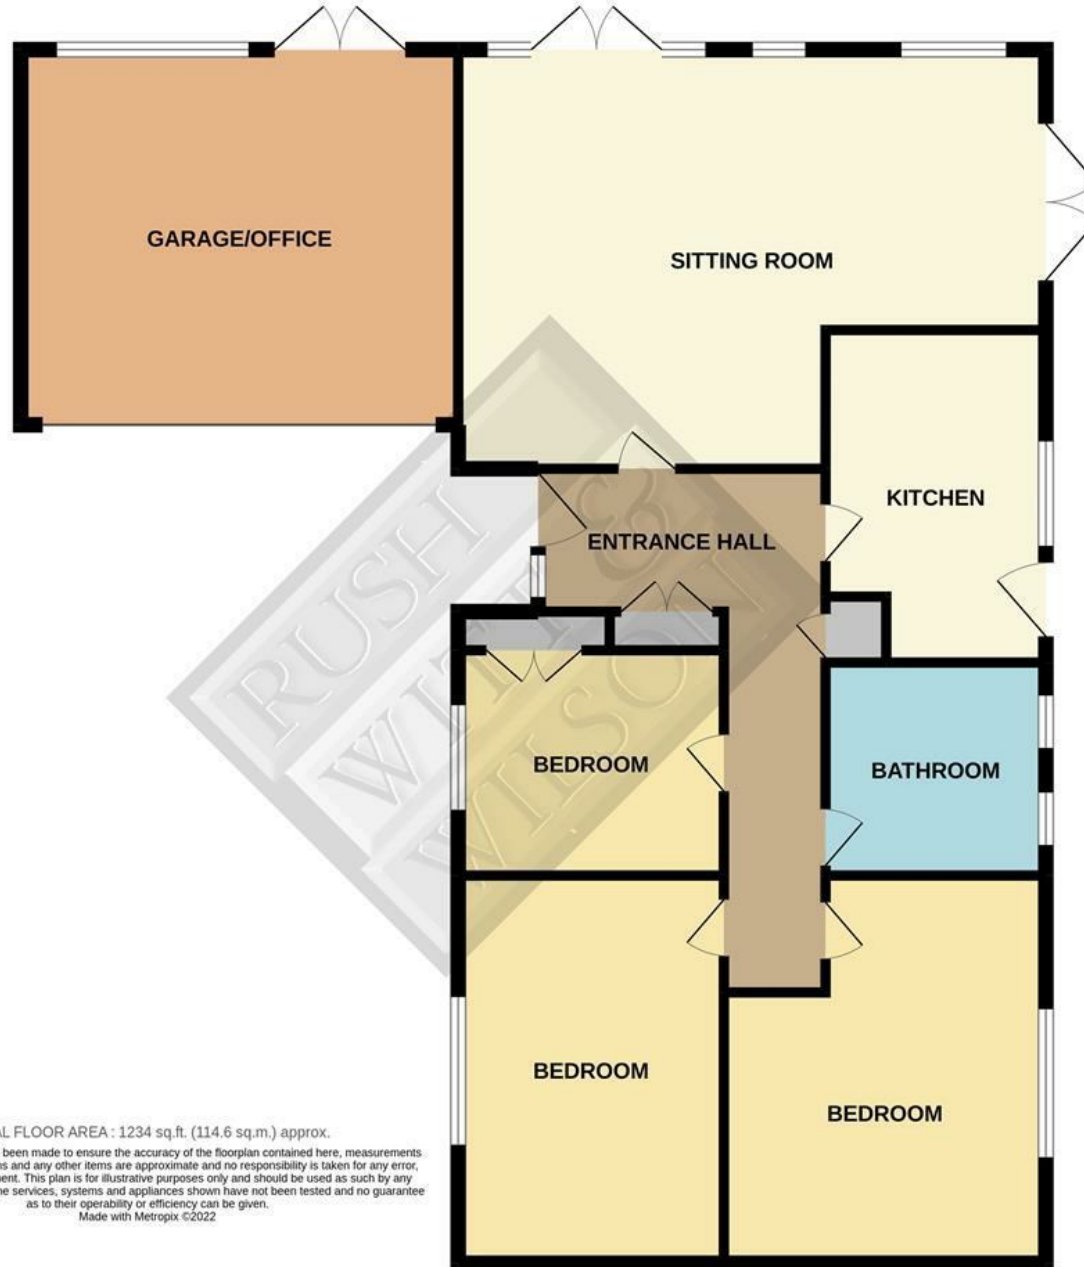 GARAGE/OFFICE
SITTING ROOM
KITCHEN
ENTRANCE HALL
BEDROOM
BATHROOM
BEDROOM
BEDROOM
RUSH
WITT &
WILSON
FLOOR AREA : 1234 sq.ft. (114.6 sq.m.) approx.
been made to ensure the accuracy of the floorplan contained here, measurements
and any other items are approximate and no responsibility is taken for any error,
This plan is for illustrative purposes only and should be used as such by any
services, systems and appliances shown have not been tested and no guarantee
as to their operability or efficiency can be given.
Made with Metropix ©2022